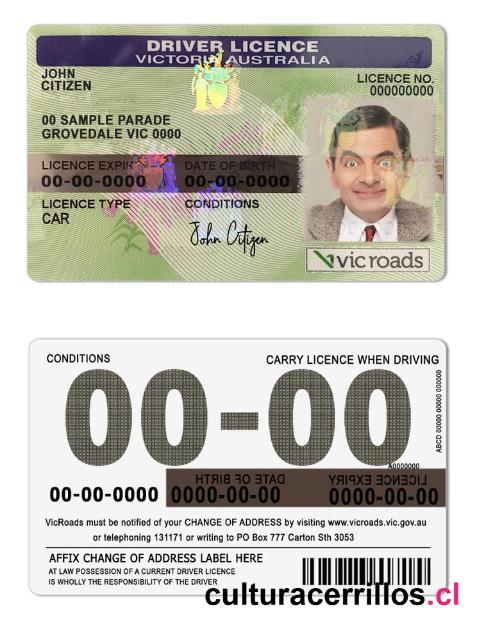 DRIVER LICENCE
VICTORIA AUSTRALIA
JOHN
CITIZEN
LICENCE NO.
000000000
00 SAMPLE PARADE
GROVEDALE VIC 0000
LICENCE EXPIR
DATE OF BIRTH
00-00-0000
00-00-0000
LICENCE TYPE
CONDITIONS
CAR
John Citizen
vic roads
CONDITIONS
CARRY LICENCE WHEN DRIVING
00-00
ABCD 00000 00000 000000
A0000000
DATE OF BIRTH
LICENCE EXPIRY
00-00-0000
00-00-0000
00-00-0000
VicRoads must be notified of your CHANGE OF ADDRESS by visiting www.vicroads.vic.gov.au
or telephoning 131171 or writing to PO Box 777 Carton Sth 3053
AFFIX CHANGE OF ADDRESS LABEL HERE
AT LAW POSSESSION OF A CURRENT DRIVER LICENCE
IS WHOLLY THE RESPONSIBILITY OF THE DRIVER
culturacerrillos.cl